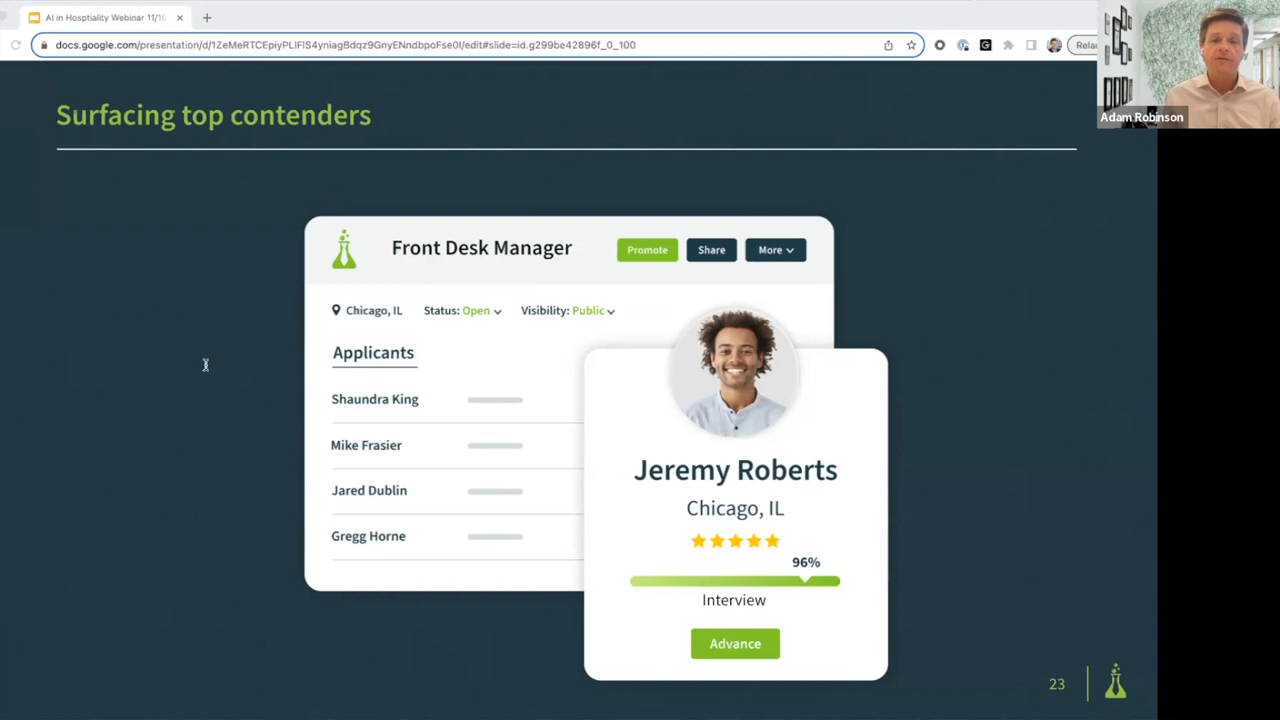 AI in Hosptiality Webinar 11/1
docs.google.com/presentation/d/1ZeMeRTCEpiyPLIFlS4yniagBdqz9GnyENndbpoFse0I/edit#slide=id.g299be42896f_0_100
Adam Robinson
Surfacing top contenders
Front Desk Manager
Promote
Share
More
Chicago, IL
Status: Open
Visibility: Public
Applicants
Shaundra King
Mike Frasier
Jared Dublin
Gregg Horne
Jeremy Roberts
Chicago, IL
96%
Interview
Advance
23